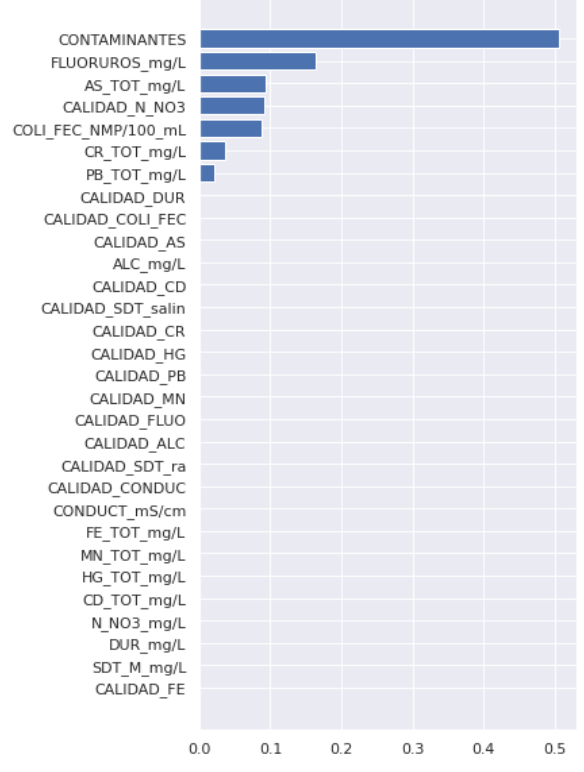 CONTAMINANTES
FLUORUROS_mg/L
AS_TOT_mg/L
CALIDAD_N_NO3
COLI_FEC_NMP/100_mL
CR_TOT_mg/L
PB_TOT_mg/L
CALIDAD_DUR
CALIDAD_COLI_FEC
CALIDAD_AS
ALC_mg/L
CALIDAD_CD
CALIDAD_SDT_salin
CALIDAD_CR
CALIDAD_HG
CALIDAD_PB
CALIDAD_MN
CALIDAD_FLUO
CALIDAD_ALC
CALIDAD_SDT_ra
CALIDAD_CONDUC
CONDUCT_mS/cm
FE_TOT_mg/L
MN_TOT_mg/L
HG_TOT_mg/L
CD_TOT_mg/L
N_NO3_mg/L
DUR_mg/L
SDT_M_mg/L
CALIDAD_FE
0.0 0.1 0.2 0.3 0.4 0.5